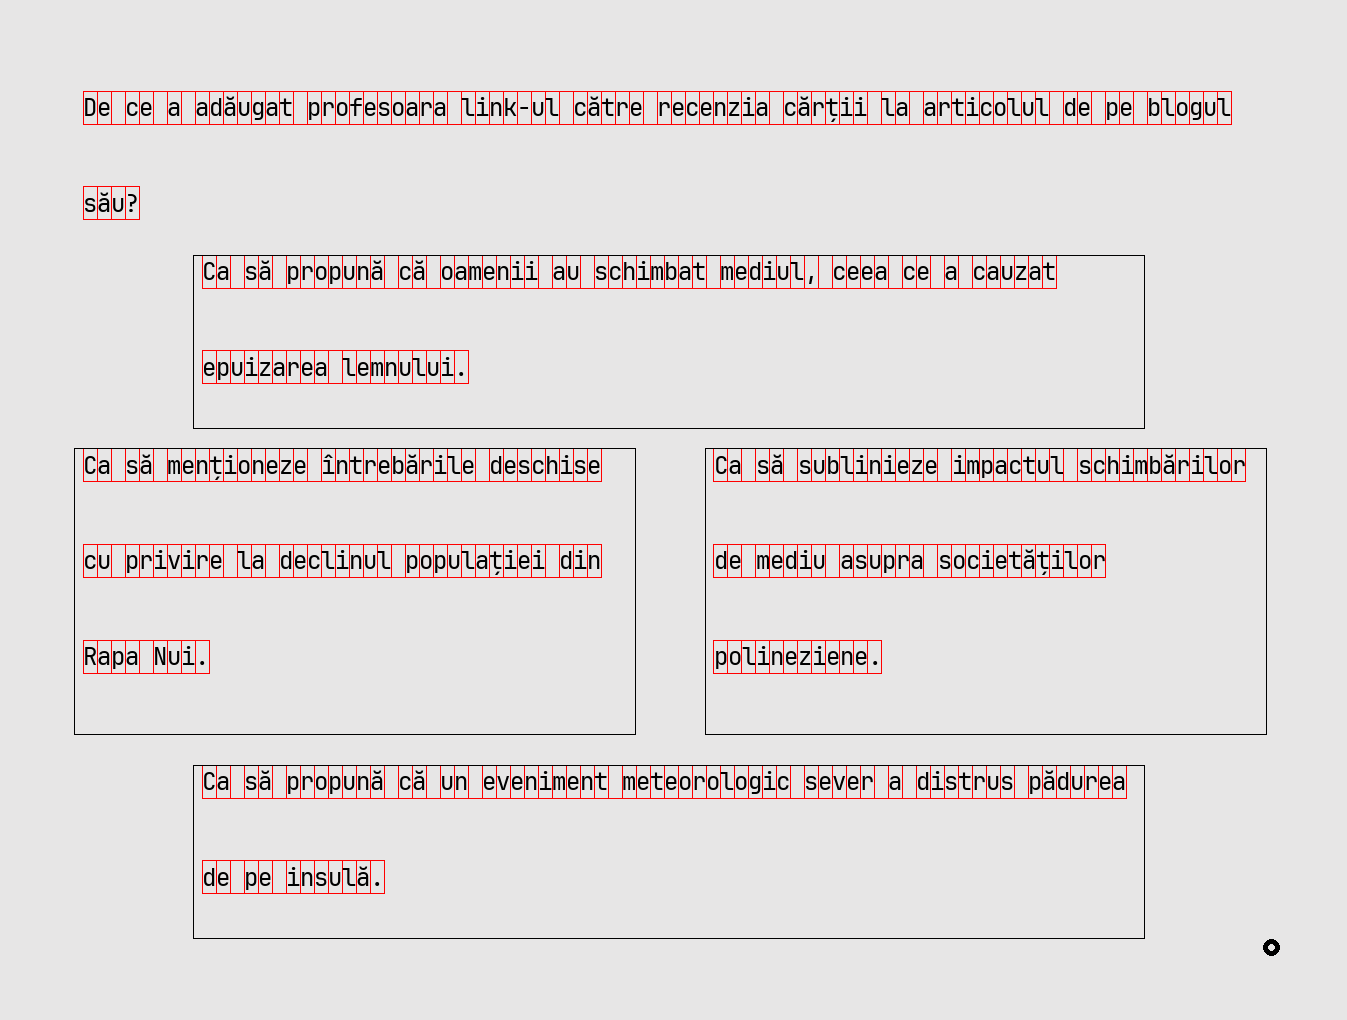 De ce a adăugat profesoara link-ul către recenzia cărții la articolul de pe blogul
său?
Ca să propună că oamenii au schimbat mediul, ceea ce a cauzat
epuizarea lemnului.
Ca să menționeze întrebările deschise
cu privire la declinul populației din
Rapa Nui.
Ca să sublinieze impactul schimbărilor
de mediu asupra societăților
polineziene.
Ca să propună că un eveniment meteorologic sever a distrus pădurea
de pe insulă.